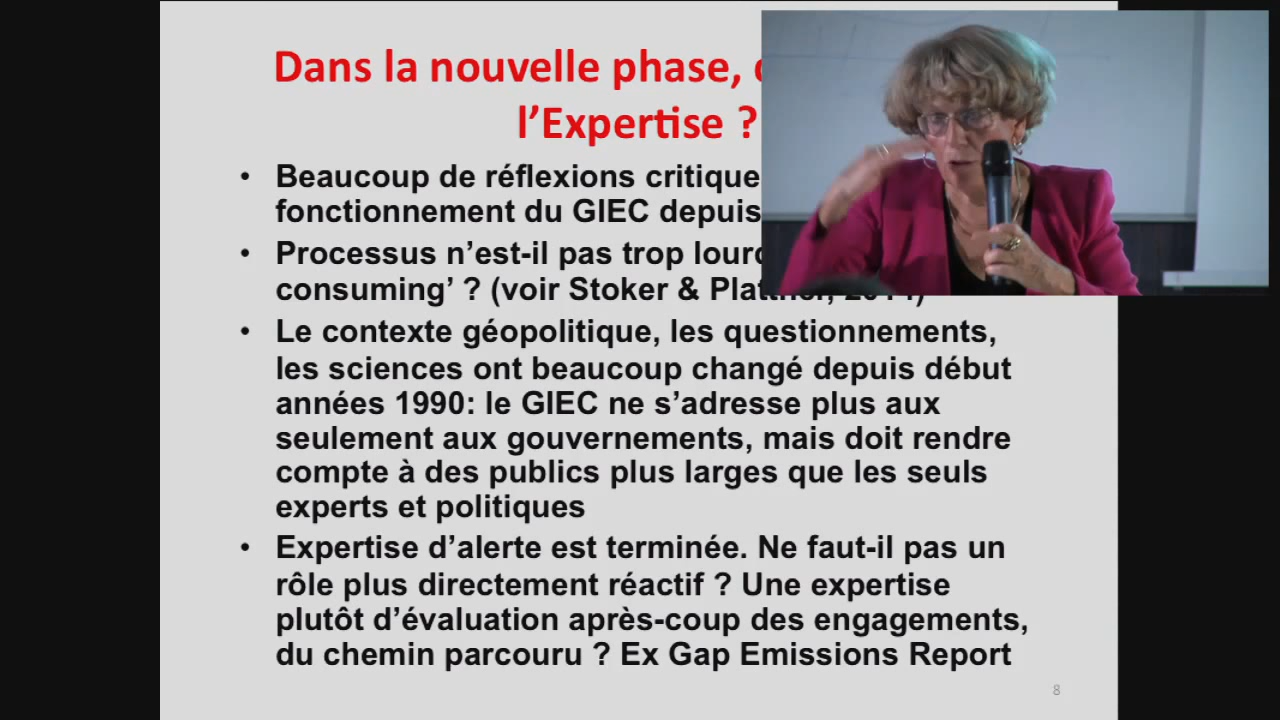 Dans la nouvelle phase,
l’Expertise ?
• Beaucoup de réflexions critique
fonctionnement du GIEC depuis
• Processus n’est-il pas trop lourd
consuming’ ? (voir Stoker & Plattner, 2014)
• Le contexte géopolitique, les questionnements,
les sciences ont beaucoup changé depuis début
années 1990: le GIEC ne s’adresse plus aux
seulement aux gouvernements, mais doit rendre
compte à des publics plus larges que les seuls
experts et politiques
• Expertise d’alerte est terminée. Ne faut-il pas un
rôle plus directement réactif ? Une expertise
plutôt d’évaluation après-coup des engagements,
du chemin parcouru ? Ex Gap Emissions Report
8